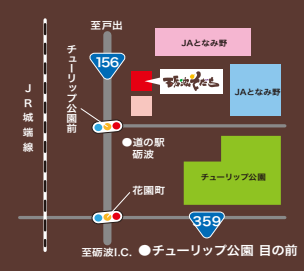 至戸出
JAとなみ野
チューリップ公園前
156
砺波そだち
JR城端線
JAとなみ野
●道の駅
砺波
チューリップ公園
花園町
359
至砺波I.C.
●チューリップ公園 目の前